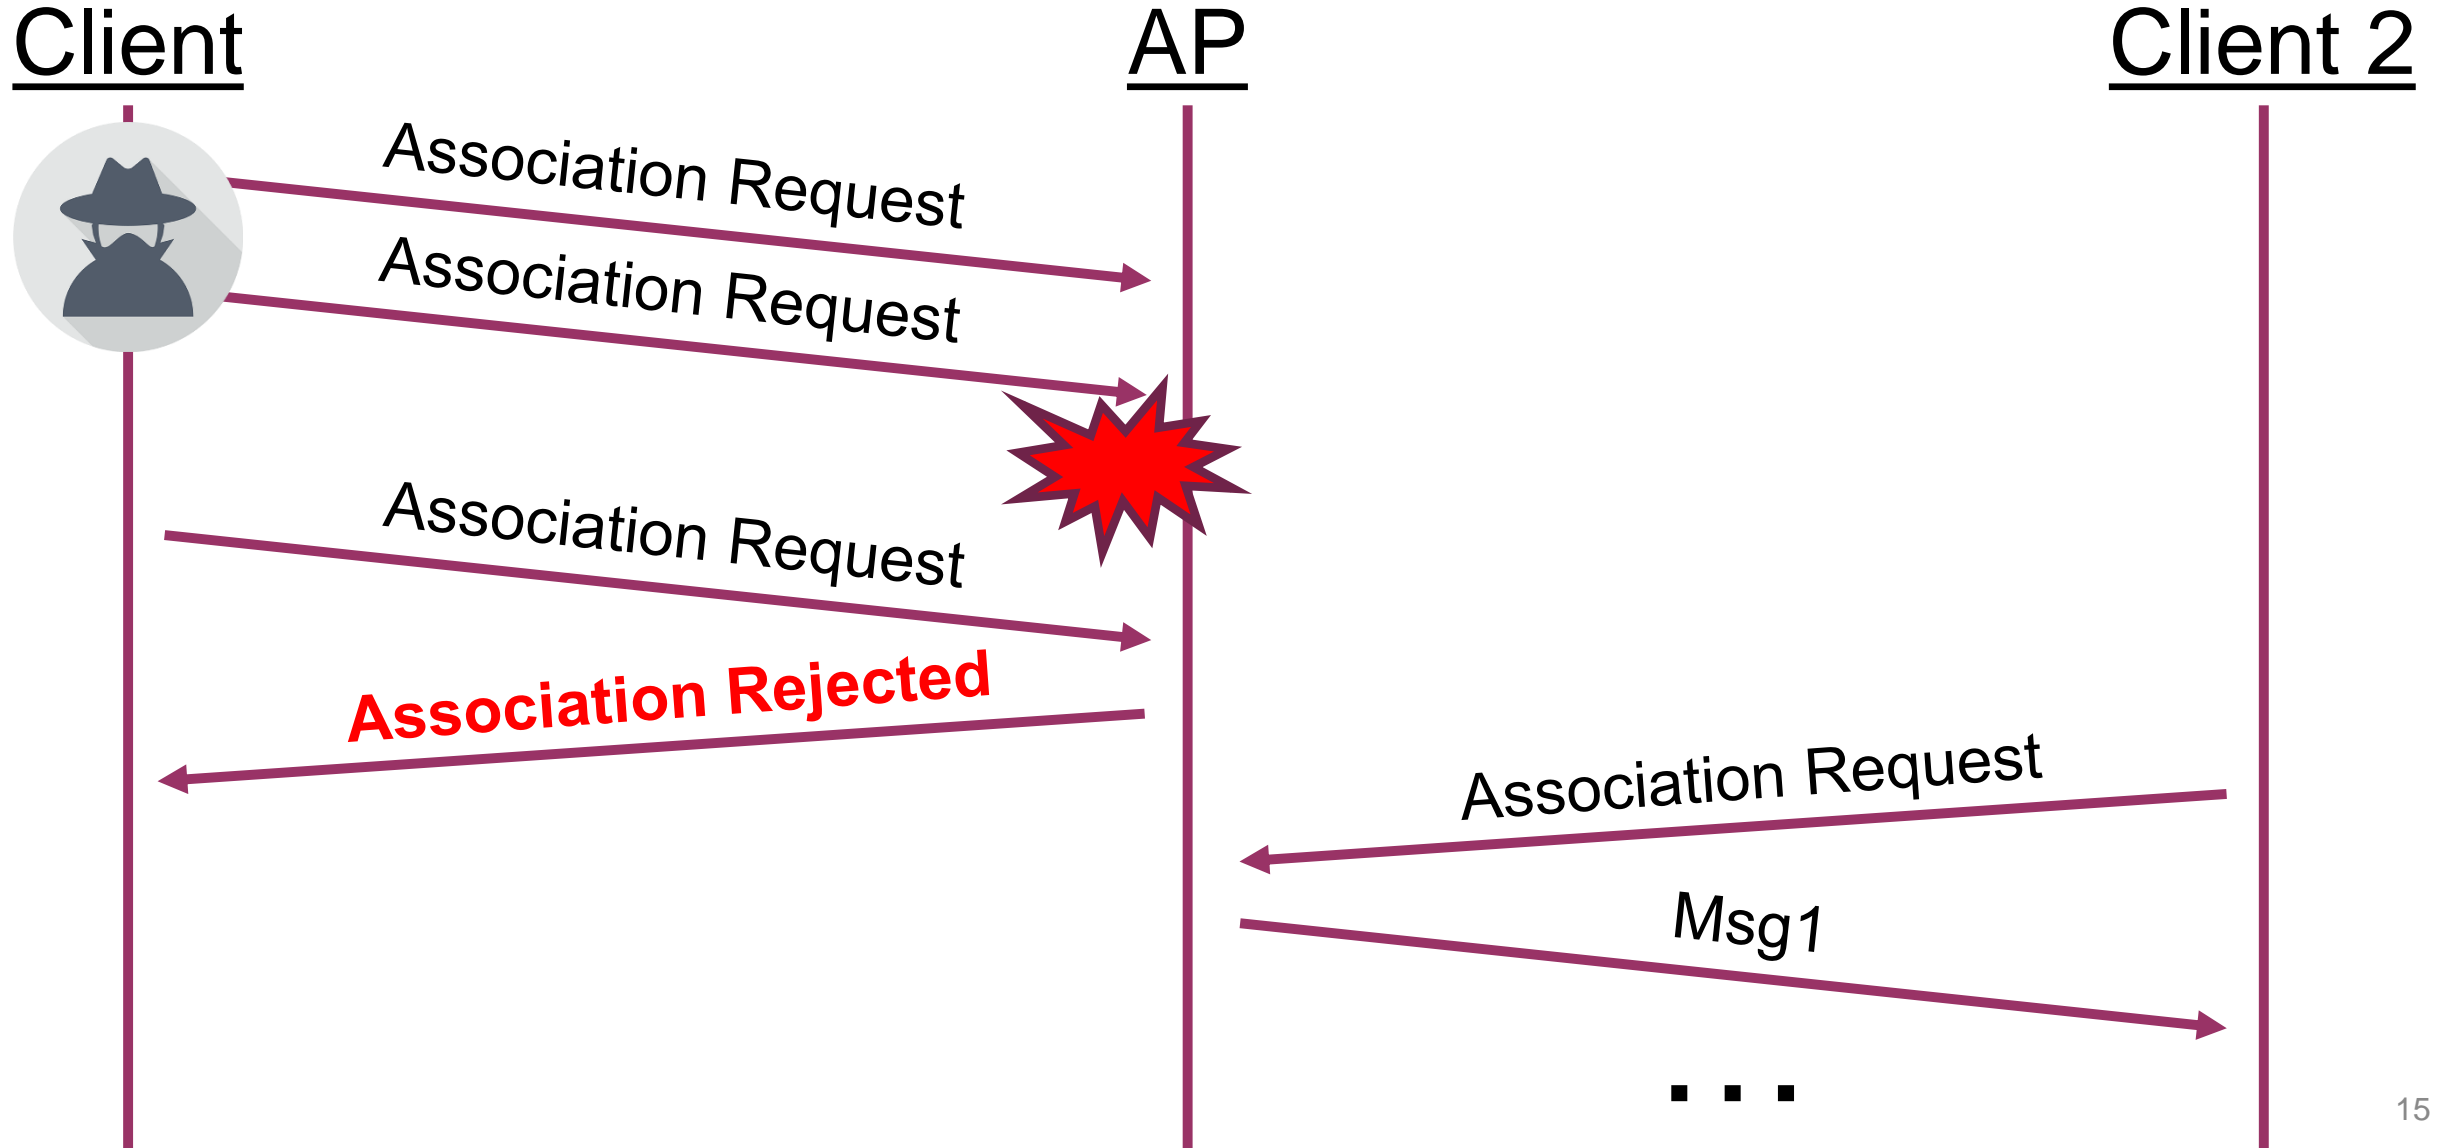 Client
AP
Client 2
Association Request
Association Request
Association Request
Association Rejected
Association Request
Msg1
...
15